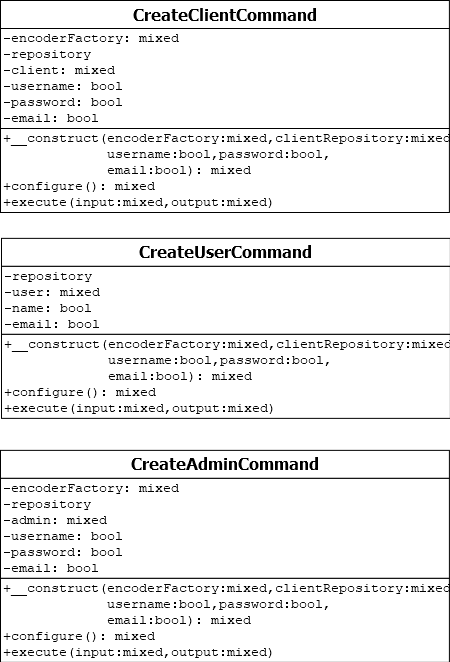 CreateClientCommand
-encoderFactory: mixed
-repository
-client: mixed
-username: bool
-password: bool
-email: bool
+__construct(encoderFactory:mixed,clientRepository:mixed
username:bool,password:bool,
email:bool): mixed
+configure(): mixed
+execute(input:mixed,output:mixed)
CreateUserCommand
-repository
-user: mixed
-name: bool
-email: bool
+__construct(encoderFactory:mixed,clientRepository:mixed
username:bool,password:bool,
email:bool): mixed
+configure(): mixed
+execute(input:mixed,output:mixed)
CreateAdminCommand
-encoderFactory: mixed
-repository
-admin: mixed
-username: bool
-password: bool
-email: bool
+__construct(encoderFactory:mixed,clientRepository:mixed
username:bool,password:bool,
email:bool): mixed
+configure(): mixed
+execute(input:mixed,output:mixed)